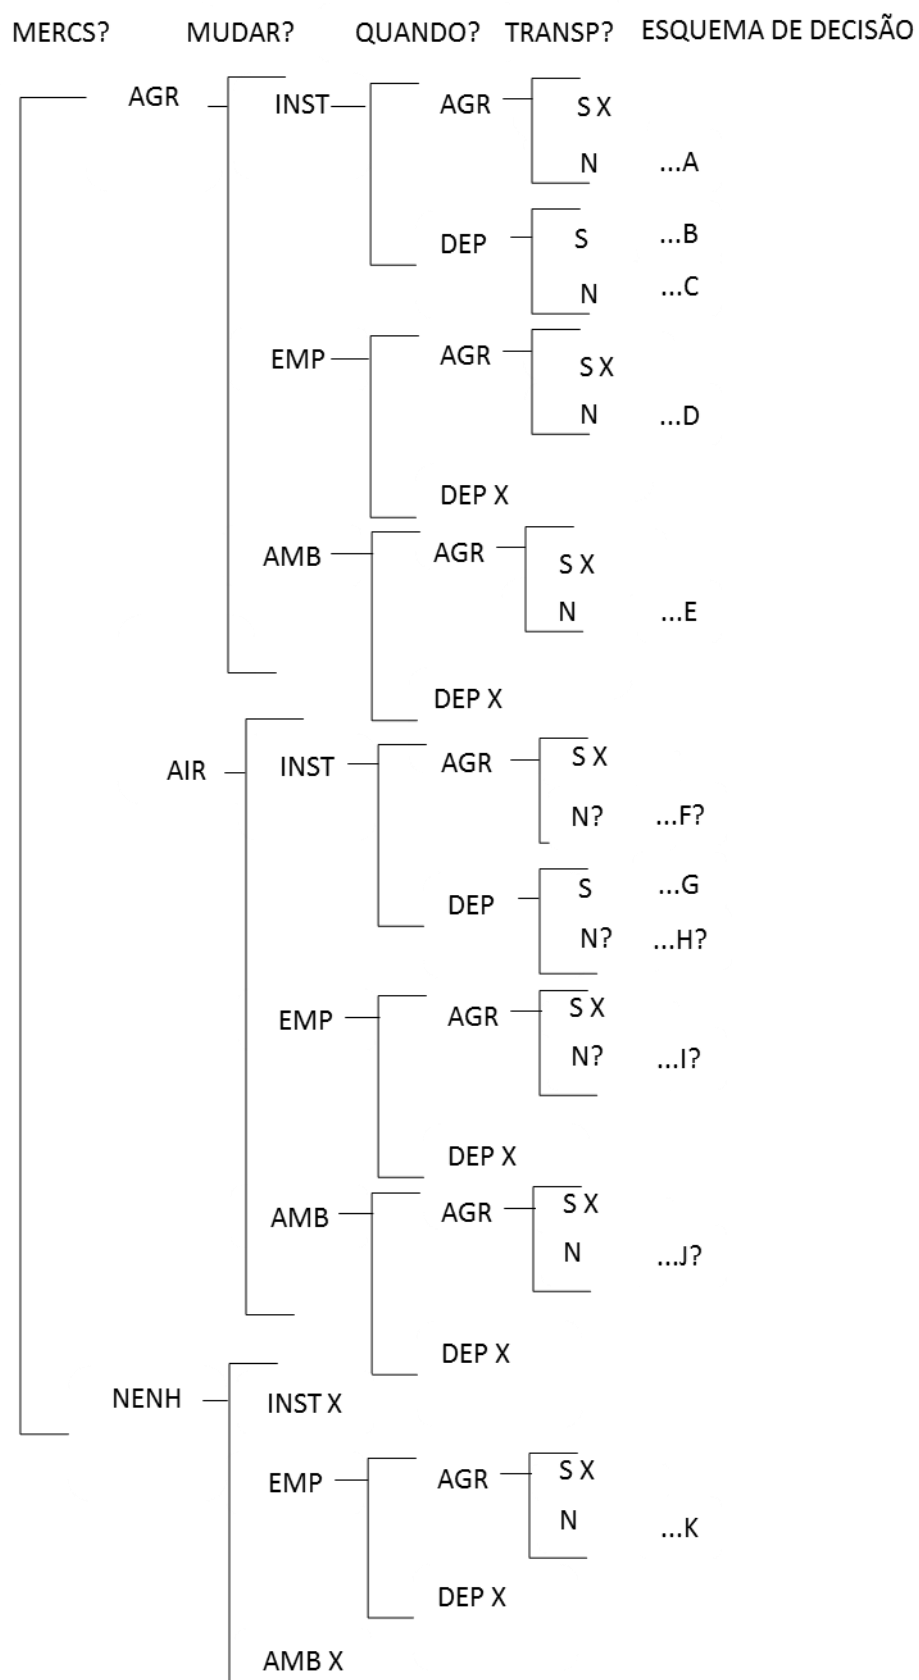 MERCS? MUDAR? QUANDO? TRANSP? ESQUEMA DE DECISÃO
AGR INST AGR S X
N ...A
DEP S ...B
N ...C
EMP AGR S X
N ...D
DEP X
AMB AGR S X
N ...E
DEP X
AIR INST AGR S X
N? ...F?
DEP S ...G
N? ...H?
EMP AGR S X
N? ...I?
DEP X
AMB AGR S X
N ...J?
DEP X
NENH INST X
EMP AGR S X
N ...K
DEP X
AMB X